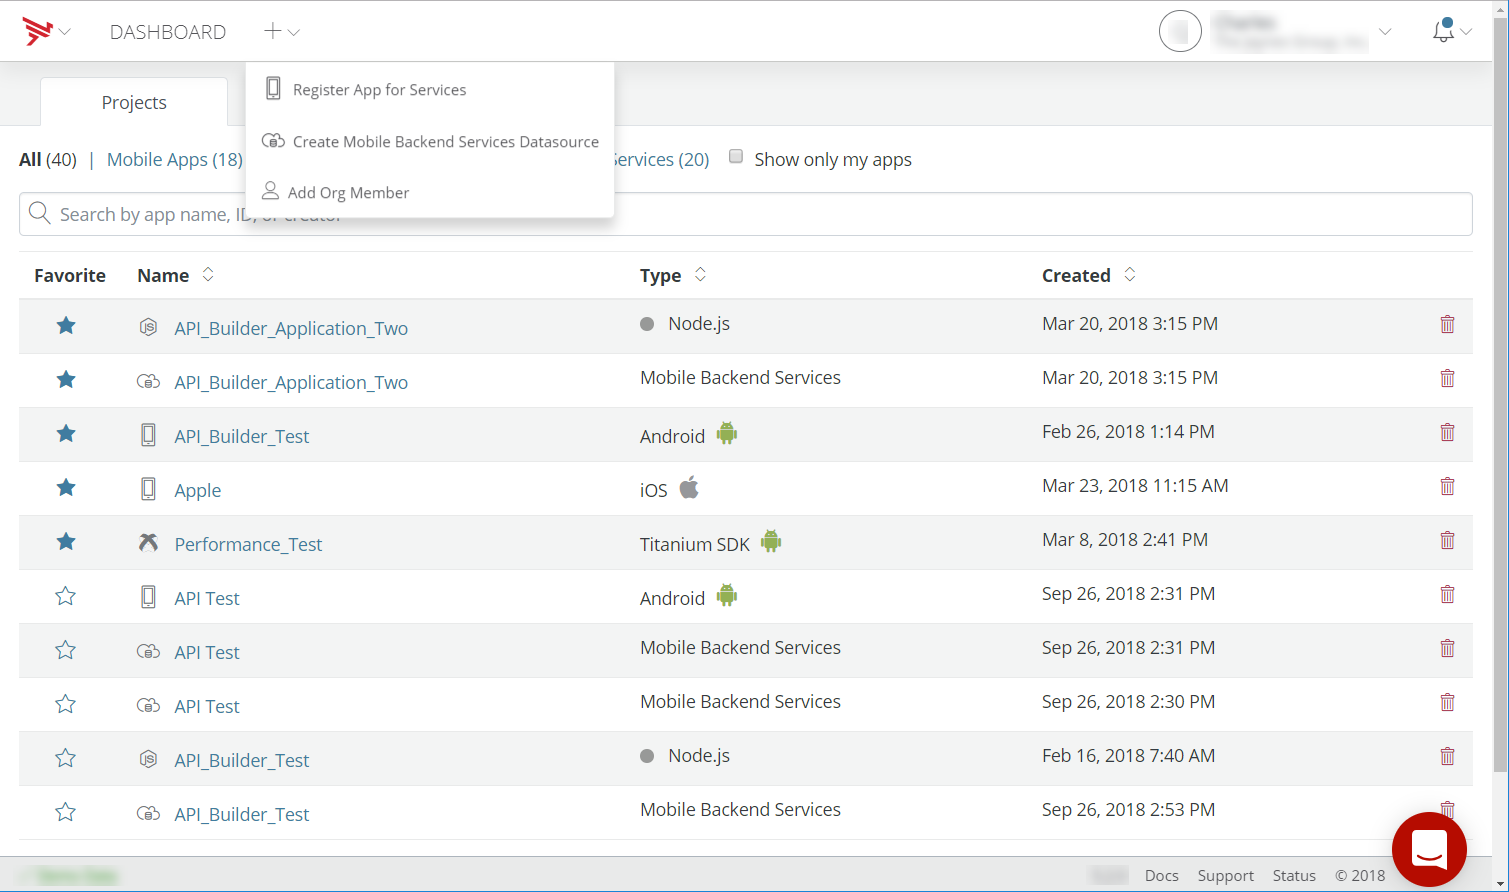 DASHBOARD
Register App for Services
Create Mobile Backend Services Datasource
Add Org Member
Projects
All (40) | Mobile Apps (18) Services (20) Show only my apps
Search by app name, ID, or creator
Favorite Name Type Created
API_Builder_Application_Two Node.js Mar 20, 2018 3:15 PM
API_Builder_Application_Two Mobile Backend Services Mar 20, 2018 3:15 PM
API_Builder_Test Android Feb 26, 2018 1:14 PM
Apple iOS Mar 23, 2018 11:15 AM
Performance_Test Titanium SDK Mar 8, 2018 2:41 PM
API Test Android Sep 26, 2018 2:31 PM
API Test Mobile Backend Services Sep 26, 2018 2:31 PM
API Test Mobile Backend Services Sep 26, 2018 2:30 PM
API_Builder_Test Node.js Feb 16, 2018 7:40 AM
API_Builder_Test Mobile Backend Services Sep 26, 2018 2:53 PM
Docs Support Status © 2018